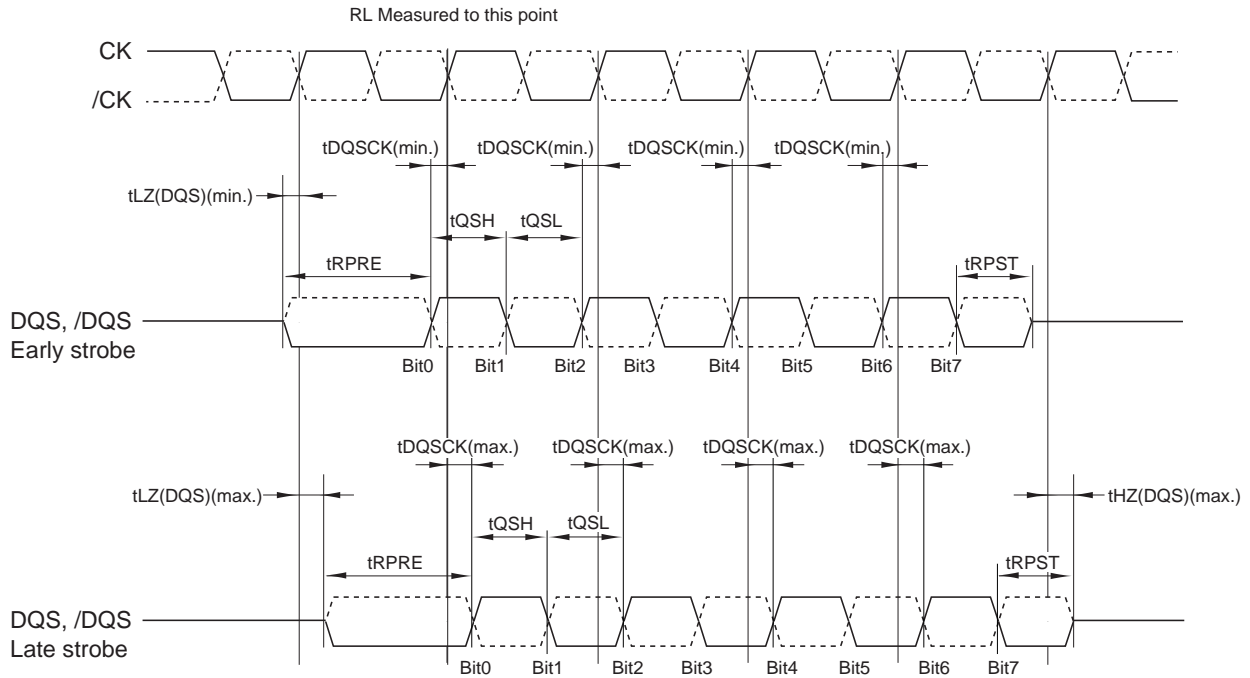 RL Measured to this point
CK
/CK
tDQSCK(min.) tDQSCK(min.) tDQSCK(min.) tDQSCK(min.)
tLZ(DQS)(min.)
tQSH tQSL
tRPRE tRPST
DQS, /DQS
Early strobe
Bit0 Bit1 Bit2 Bit3 Bit4 Bit5 Bit6 Bit7
tDQSCK(max.) tDQSCK(max.) tDQSCK(max.) tDQSCK(max.)
tLZ(DQS)(max.) tHZ(DQS)(max.)
tQSH tQSL
tRPRE tRPST
DQS, /DQS
Late strobe
Bit0 Bit1 Bit2 Bit3 Bit4 Bit5 Bit6 Bit7